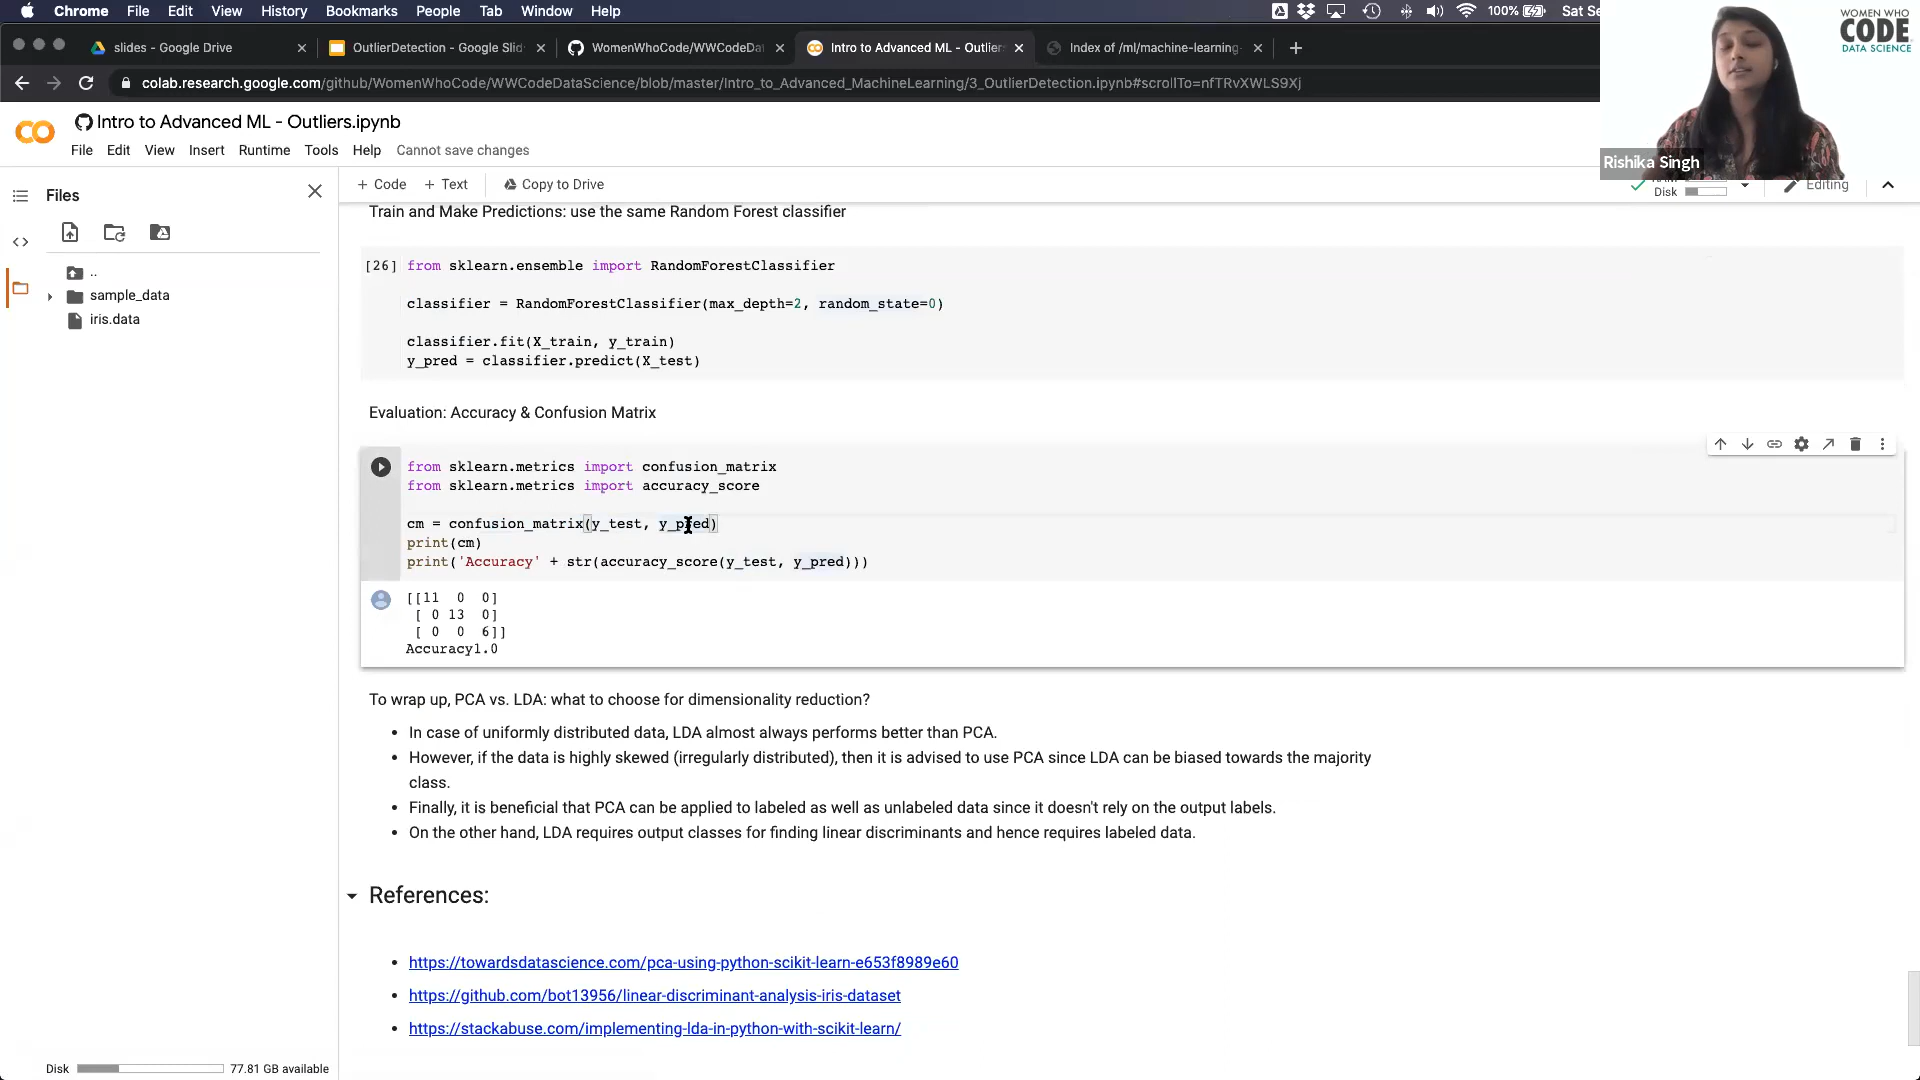 Chrome File Edit View History Bookmarks People Tab Window Help 100% Sat Se
slides - Google Drive
OutlierDetection - Google Slid
WomenWhoCode/WWCodeDat
Intro to Advanced ML - Outliers
Index of /ml/machine-learning-
colab.research.google.com/github/WomenWhoCode/WWCodeDataScience/blob/master/Intro_to_Advanced_MachineLearning/3_OutlierDetection.ipynb#scrollTo=nfTRvXWLS9Xj
WOMEN WHO
CODE
DATA SCIENCE
Rishika Singh
CO Intro to Advanced ML - Outliers.ipynb
File Edit View Insert Runtime Tools Help Cannot save changes
+ Code + Text Copy to Drive
Disk
Editing
Files
..
sample_data
iris.data
Train and Make Predictions: use the same Random Forest classifier
[26] from sklearn.ensemble import RandomForestClassifier
classifier = RandomForestClassifier(max_depth=2, random_state=0)
classifier.fit(X_train, y_train)
y_pred = classifier.predict(X_test)
Evaluation: Accuracy & Confusion Matrix
from sklearn.metrics import confusion_matrix
from sklearn.metrics import accuracy_score
cm = confusion_matrix(y_test, y_pred)
print(cm)
print('Accuracy' + str(accuracy_score(y_test, y_pred)))
[[11 0 0]
[ 0 13 0]
[ 0 0 6]]
Accuracy1.0
To wrap up, PCA vs. LDA: what to choose for dimensionality reduction?
• In case of uniformly distributed data, LDA almost always performs better than PCA.
• However, if the data is highly skewed (irregularly distributed), then it is advised to use PCA since LDA can be biased towards the majority
class.
• Finally, it is beneficial that PCA can be applied to labeled as well as unlabeled data since it doesn't rely on the output labels.
• On the other hand, LDA requires output classes for finding linear discriminants and hence requires labeled data.
References:
• https://towardsdatascience.com/pca-using-python-scikit-learn-e653f8989e60
• https://github.com/bot13956/linear-discriminant-analysis-iris-dataset
• https://stackabuse.com/implementing-lda-in-python-with-scikit-learn/
Disk 77.81 GB available